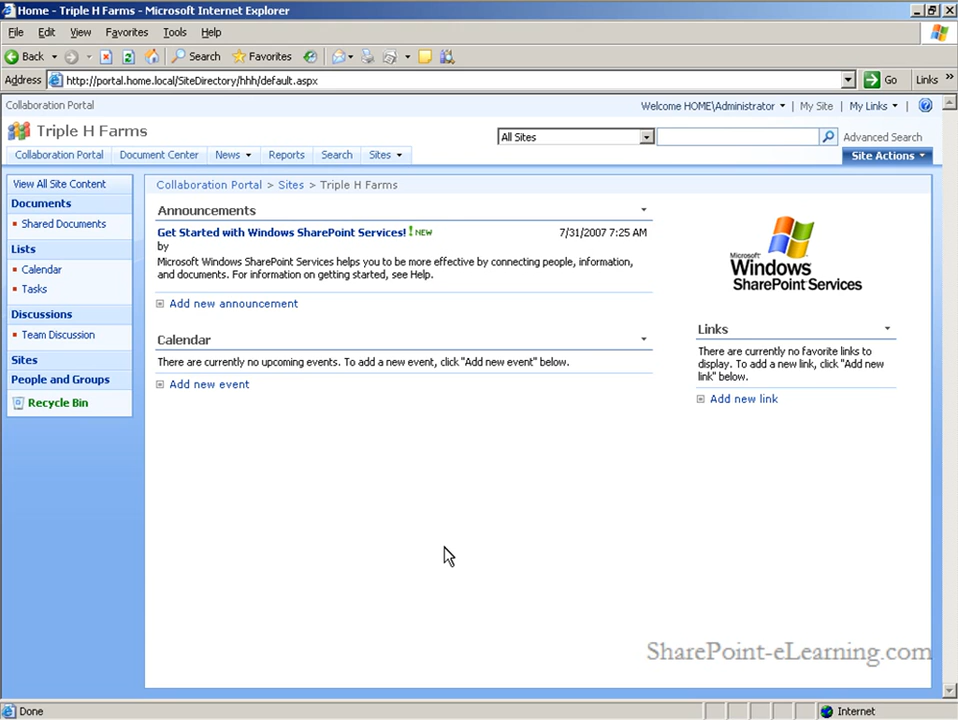 Home - Triple H Farms - Microsoft Internet Explorer
File Edit View Favorites Tools Help
Back Search Favorites
Address http://portal.home.local/SiteDirectory/hhh/default.aspx Go Links »
Collaboration Portal Welcome HOME\Administrator | My Site | My Links |
Triple H Farms All Sites Advanced Search
Collaboration Portal Document Center News Reports Search Sites Site Actions
View All Site Content
Documents
Shared Documents
Lists
Calendar
Tasks
Discussions
Team Discussion
Sites
People and Groups
Recycle Bin
Collaboration Portal > Sites > Triple H Farms
Announcements
Get Started with Windows SharePoint Services! ! NEW 7/31/2007 7:25 AM
by
Microsoft Windows SharePoint Services helps you to be more effective by connecting people, information,
and documents. For information on getting started, see Help.
Add new announcement
Calendar
There are currently no upcoming events. To add a new event, click "Add new event" below.
Add new event
Microsoft
Windows
SharePoint Services
Links
There are currently no favorite links to
display. To add a new link, click "Add new
link" below.
Add new link
SharePoint-eLearning.com
Done Internet